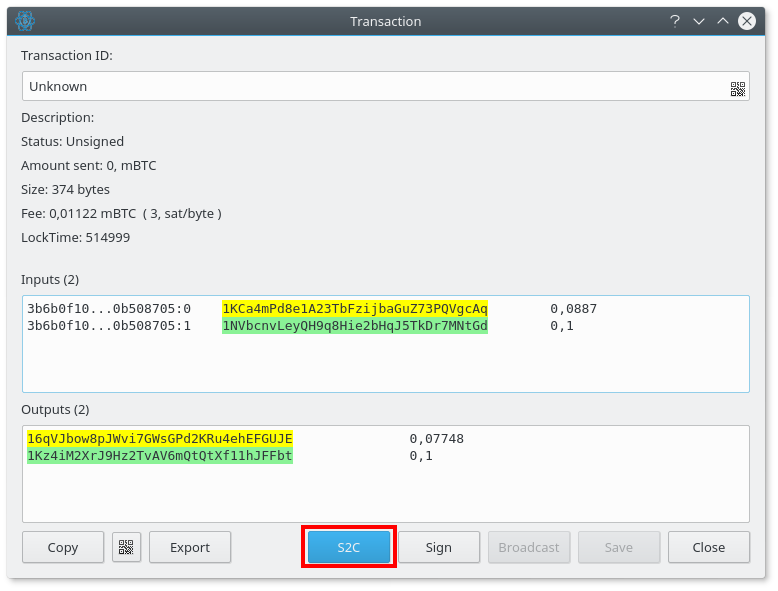 Transaction
Transaction ID:
Unknown
Description:
Status: Unsigned
Amount sent: 0, mBTC
Size: 374 bytes
Fee: 0,01122 mBTC ( 3, sat/byte )
LockTime: 514999
Inputs (2)
3b6b0f10...0b508705:0 1KCa4mPd8e1A23TbFzijbaGuZ73PQVgcAq 0,0887
3b6b0f10...0b508705:1 1NVbcnvLeyQH9q8Hie2bHqJ5TkDr7MNtGd 0,1
Outputs (2)
16qVJbow8pJWvi7GWsGPd2KRu4ehEFGUJE 0,07748
1Kz4iM2XrJ9Hz2TvAV6mQtQtXf11hJFFbt 0,1
Copy Export S2C Sign Broadcast Save Close